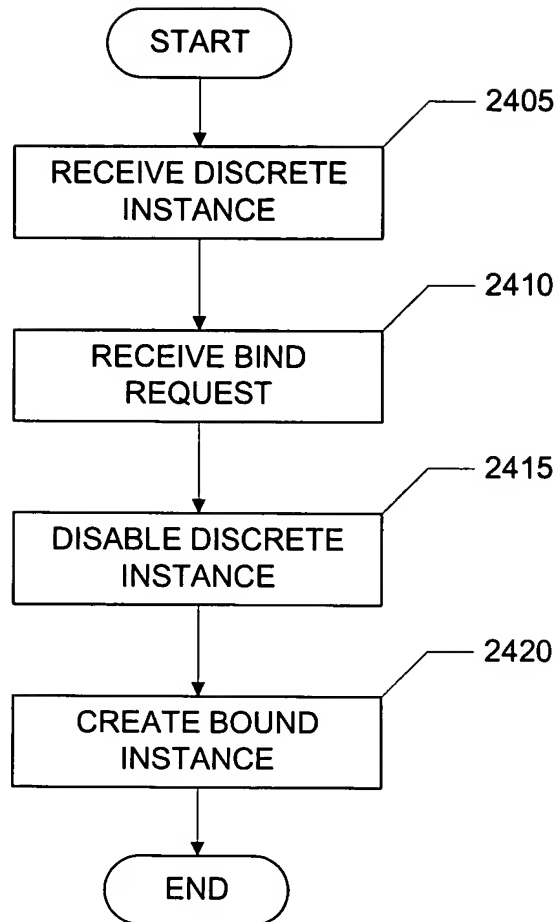 START
2405
RECEIVE DISCRETE
INSTANCE
2410
RECEIVE BIND
REQUEST
2415
DISABLE DISCRETE
INSTANCE
2420
CREATE BOUND
INSTANCE
END